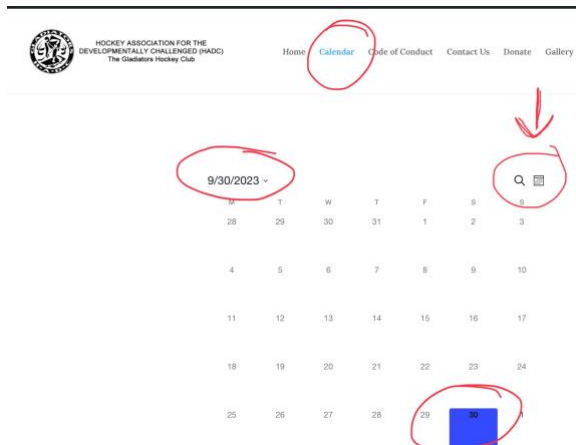 HOCKEY ASSOCIATION FOR THE
DEVELOPMENTALLY CHALLENGED (HADC)
The Gladiators Hockey Club
Home Calendar Code of Conduct Contact Us Donate Gallery
9/30/2023
M T W T F S S
28 29 30 31 1 2 3
4 5 6 7 8 9 10
11 12 13 14 15 16 17
18 19 20 21 22 23 24
25 26 27 28 29 30 1